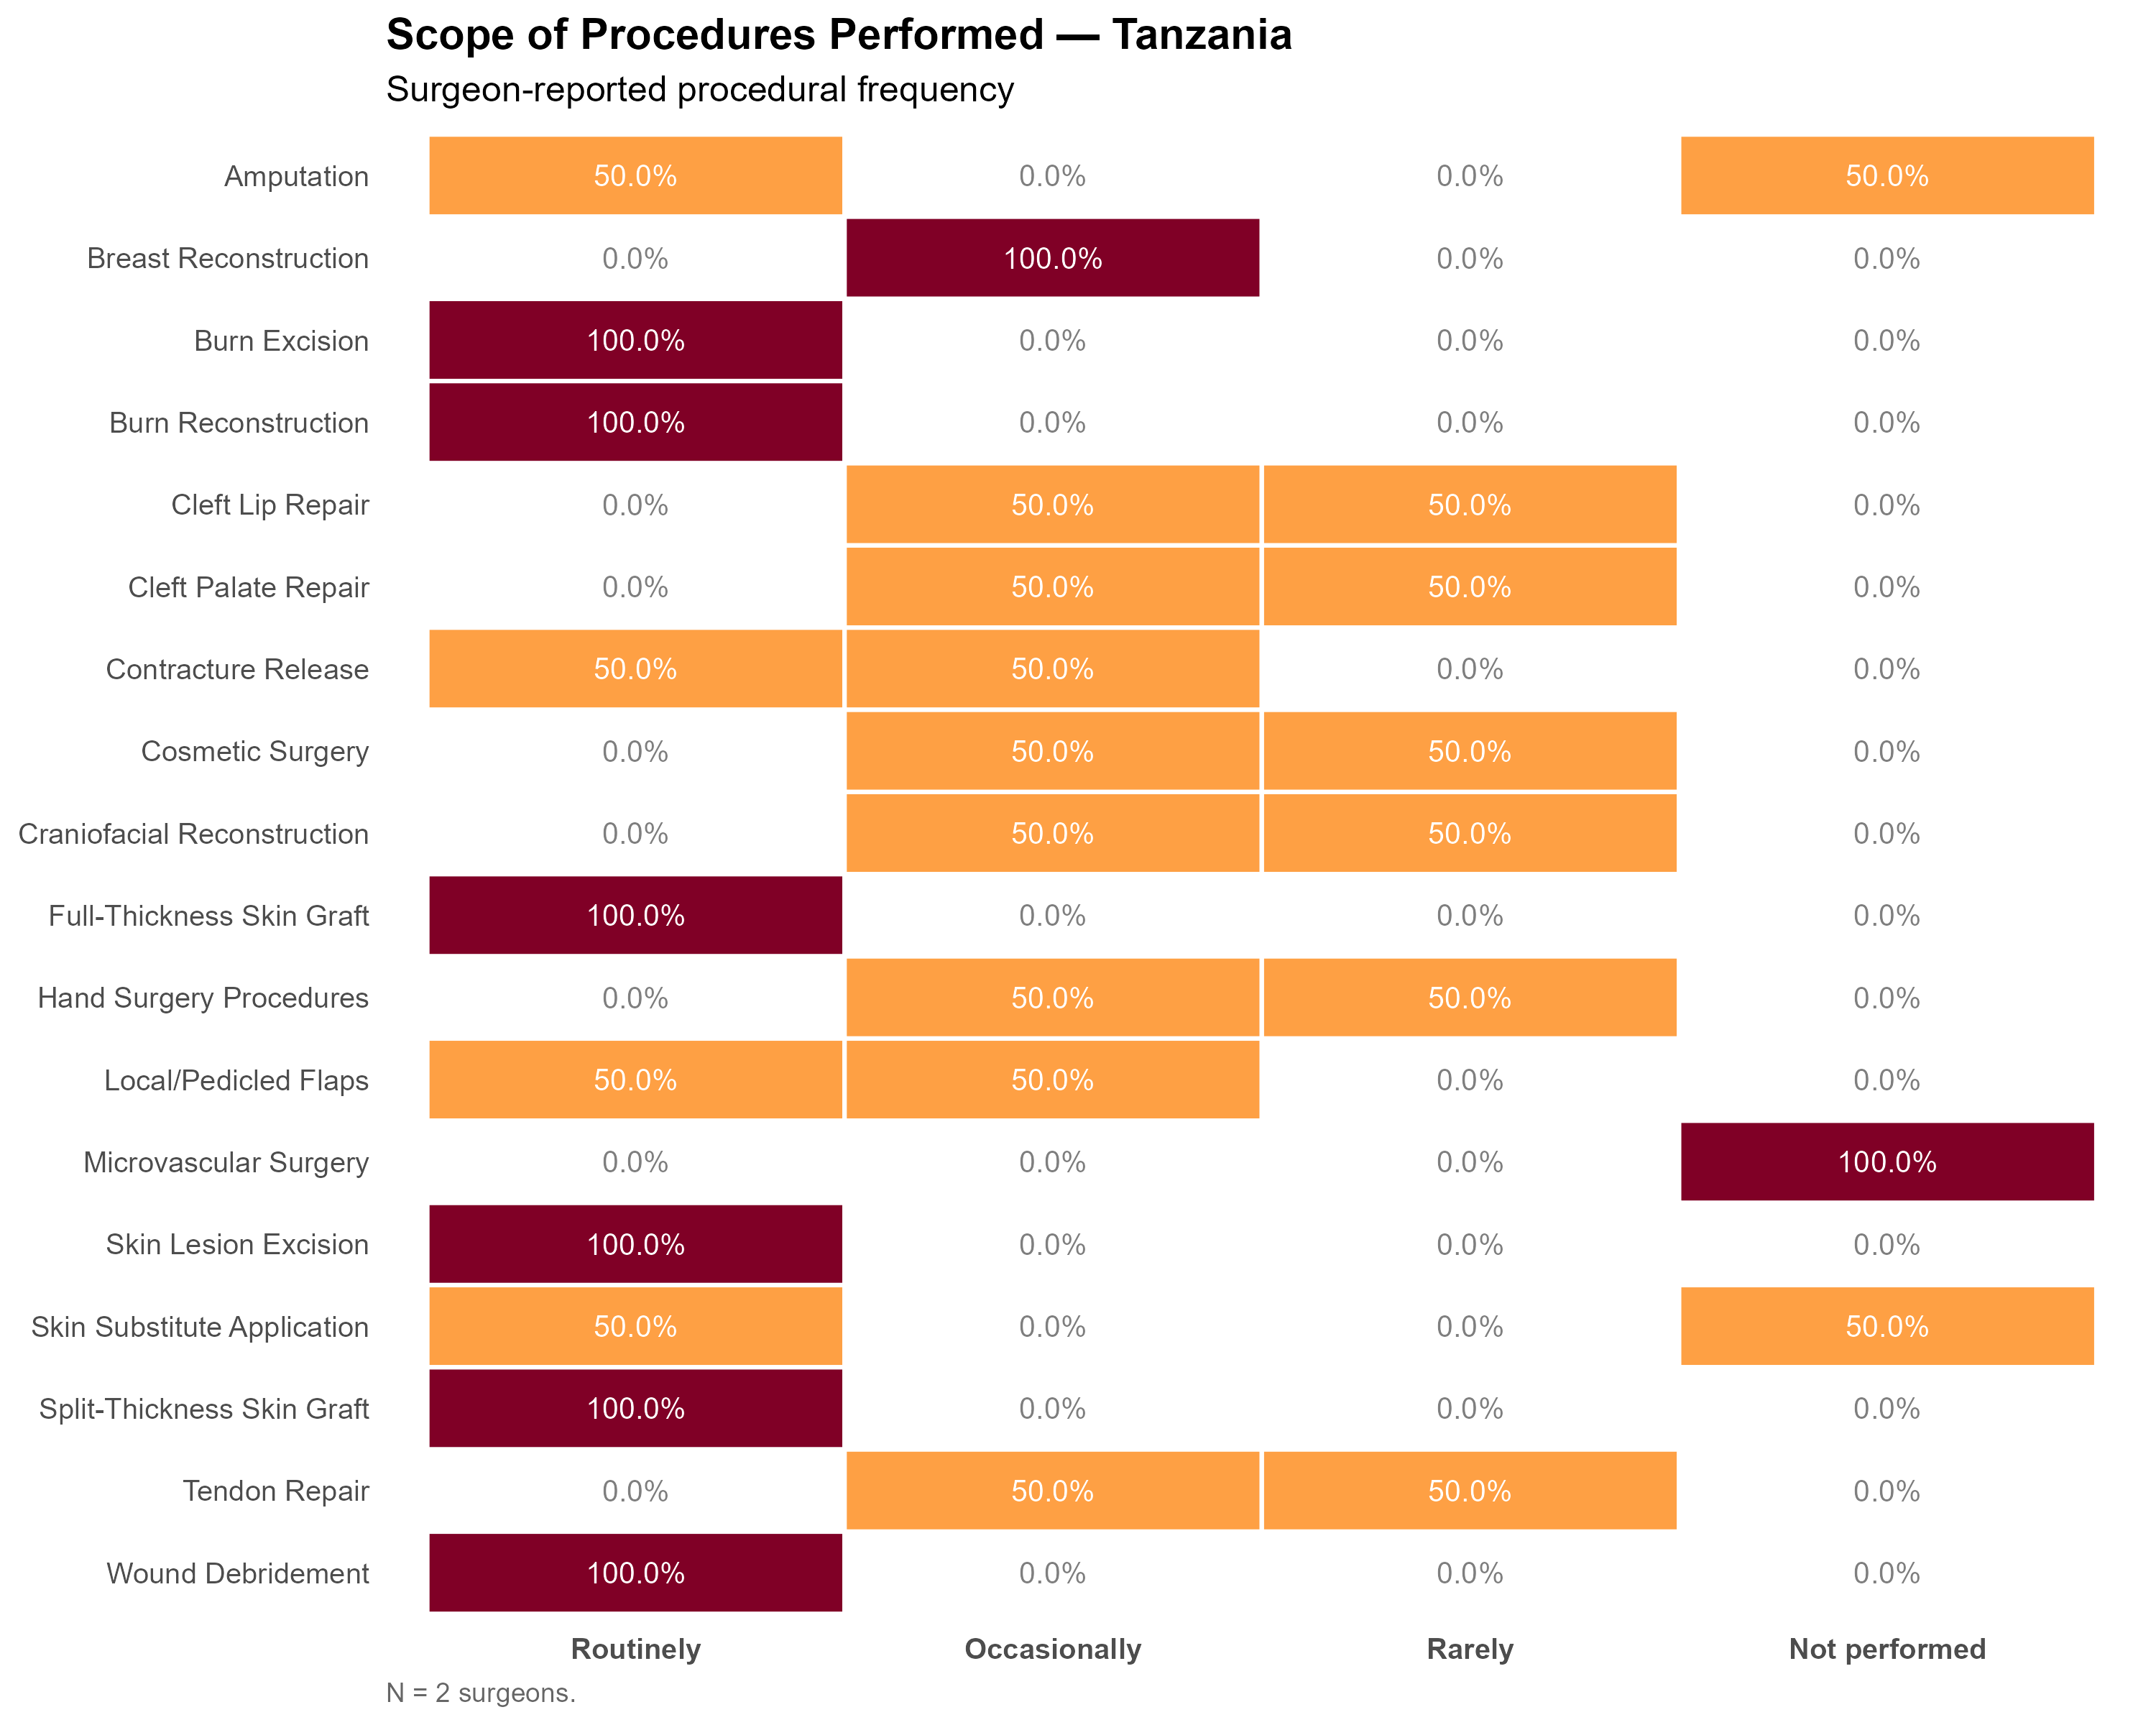 Scope of Procedures Performed — Tanzania
Surgeon-reported procedural frequency
Amputation 50.0% 0.0% 0.0% 50.0%
Breast Reconstruction 0.0% 100.0% 0.0% 0.0%
Burn Excision 100.0% 0.0% 0.0% 0.0%
Burn Reconstruction 100.0% 0.0% 0.0% 0.0%
Cleft Lip Repair 0.0% 50.0% 50.0% 0.0%
Cleft Palate Repair 0.0% 50.0% 50.0% 0.0%
Contracture Release 50.0% 50.0% 0.0% 0.0%
Cosmetic Surgery 0.0% 50.0% 50.0% 0.0%
Craniofacial Reconstruction 0.0% 50.0% 50.0% 0.0%
Full-Thickness Skin Graft 100.0% 0.0% 0.0% 0.0%
Hand Surgery Procedures 0.0% 50.0% 50.0% 0.0%
Local/Pedicled Flaps 50.0% 50.0% 0.0% 0.0%
Microvascular Surgery 0.0% 0.0% 0.0% 100.0%
Skin Lesion Excision 100.0% 0.0% 0.0% 0.0%
Skin Substitute Application 50.0% 0.0% 0.0% 50.0%
Split-Thickness Skin Graft 100.0% 0.0% 0.0% 0.0%
Tendon Repair 0.0% 50.0% 50.0% 0.0%
Wound Debridement 100.0% 0.0% 0.0% 0.0%
Routinely Occasionally Rarely Not performed
N = 2 surgeons.